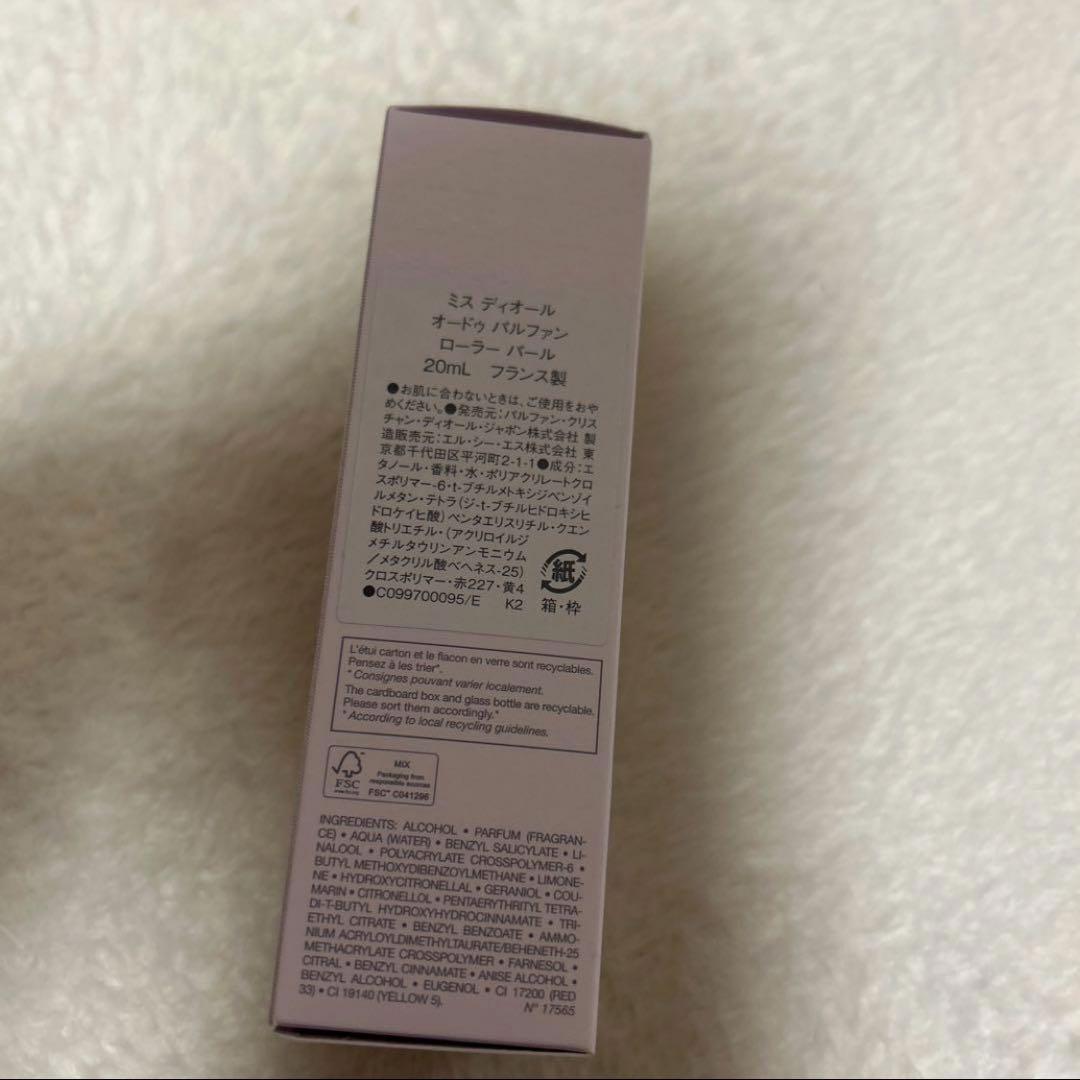 ミス ディオール
オードゥ パルファン
ローラー パール
20mL フランス製
●お肌に合わないときは、ご使用をおや
めください。●発売元：パルファン・クリス
チャン・ディオール・ジャポン株式会社 製
造販売元：エル・シー・エス株式会社 東
京都千代田区平河町2-1-1●成分：エ
タノール・香料・水・ポリアクリレートクロ
スポリマー-6・t-ブチルメトキシジベンゾイ
ルメタン・テトラ(ジ-t-ブチルヒドロキシヒ
ドロケイヒ酸)ペンタエリスリチル・クエン
酸トリエチル・(アクリロイルジ
メチルタウリンアンモニウム
/メタクリル酸ベヘネス-25)
クロスポリマー・赤227・黄4
●C099700095/E K2
紙
箱・枠
L'étui carton et le flacon en verre sont recyclables.
Pensez à les trier*.
* Consignes pouvant varier localement.
The cardboard box and glass bottle are recyclable.
Please sort them accordingly.*
* According to local recycling guidelines.
FSC
www.fsc.org
MIX
Packaging from
responsible sources
FSC™ C041296
INGREDIENTS: ALCOHOL • PARFUM (FRAGRAN-
CE) • AQUA (WATER) • BENZYL SALICYLATE • LI-
NALOOL • POLYACRYLATE CROSSPOLYMER-6 •
BUTYL METHOXYDIBENZOYLMETHANE • LIMONE-
NE • HYDROXYCITRONELLAL • GERANIOL • COU-
MARIN • CITRONELLOL • PENTAERYTHRITYL TETRA-
DI-T-BUTYL HYDROXYHYDROCINNAMATE • TRI-
ETHYL CITRATE • BENZYL BENZOATE • AMMO-
NIUM ACRYLOYLDIMETHYLTAURATE/BEHENETH-25
METHACRYLATE CROSSPOLYMER • FARNESOL •
CITRAL • BENZYL CINNAMATE • ANISE ALCOHOL •
BENZYL ALCOHOL • EUGENOL • CI 17200 (RED
33) • CI 19140 (YELLOW 5).
N° 17565